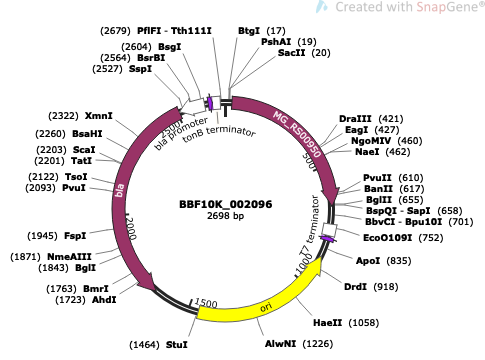 Created with SnapGene®
(2679) PflFI - Tth111I
(2604) BsgI
(2564) BsrBI
(2527) SspI
BtgI (17)
PshAI (19)
SacII (20)
(2322) XmnI
(2260) BsaHI
(2203) ScaI
(2201) TatI
(2122) TsoI
(2093) PvuI
(1945) FspI
(1871) NmeAIII
(1843) BglI
(1763) BmrI
(1723) AhdI
(1464) StuI
DraIII (421)
EagI (427)
NgoMIV (460)
NaeI (462)
PvuII (610)
BanII (617)
BglII (655)
BspQI - SapI (658)
BbvCI - Bpu10I (701)
EcoO109I (752)
ApoI (835)
DrdI (918)
HaeII (1058)
AlwNI (1226)
bla promoter
tonB terminator
MG_RS00950
T7 terminator
bla
ori
500
1000
1500
2000
2500
BBF10K_002096
2698 bp